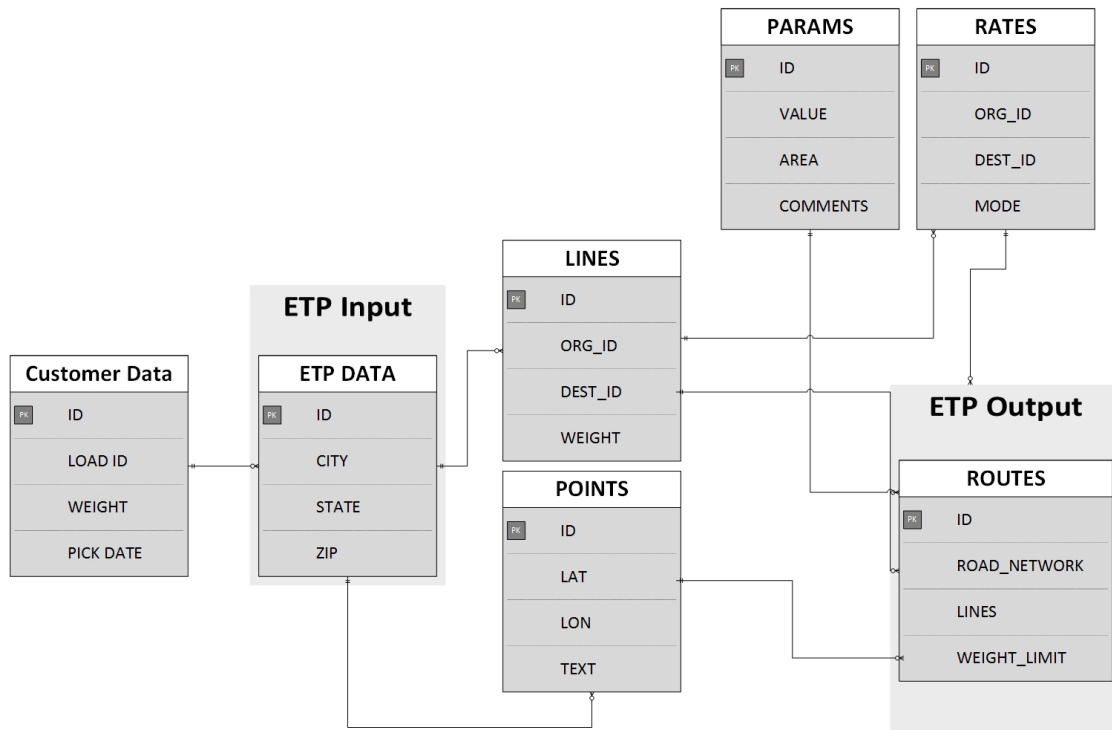 PARAMS
PK ID
VALUE
AREA
COMMENTS
RATES
PK ID
ORG_ID
DEST_ID
MODE
LINES
PK ID
ORG_ID
DEST_ID
WEIGHT
ETP Input
Customer Data
PK ID
LOAD ID
WEIGHT
PICK DATE
ETP DATA
PK ID
CITY
STATE
ZIP
POINTS
PK ID
LAT
LON
TEXT
ETP Output
ROUTES
PK ID
ROAD_NETWORK
LINES
WEIGHT_LIMIT